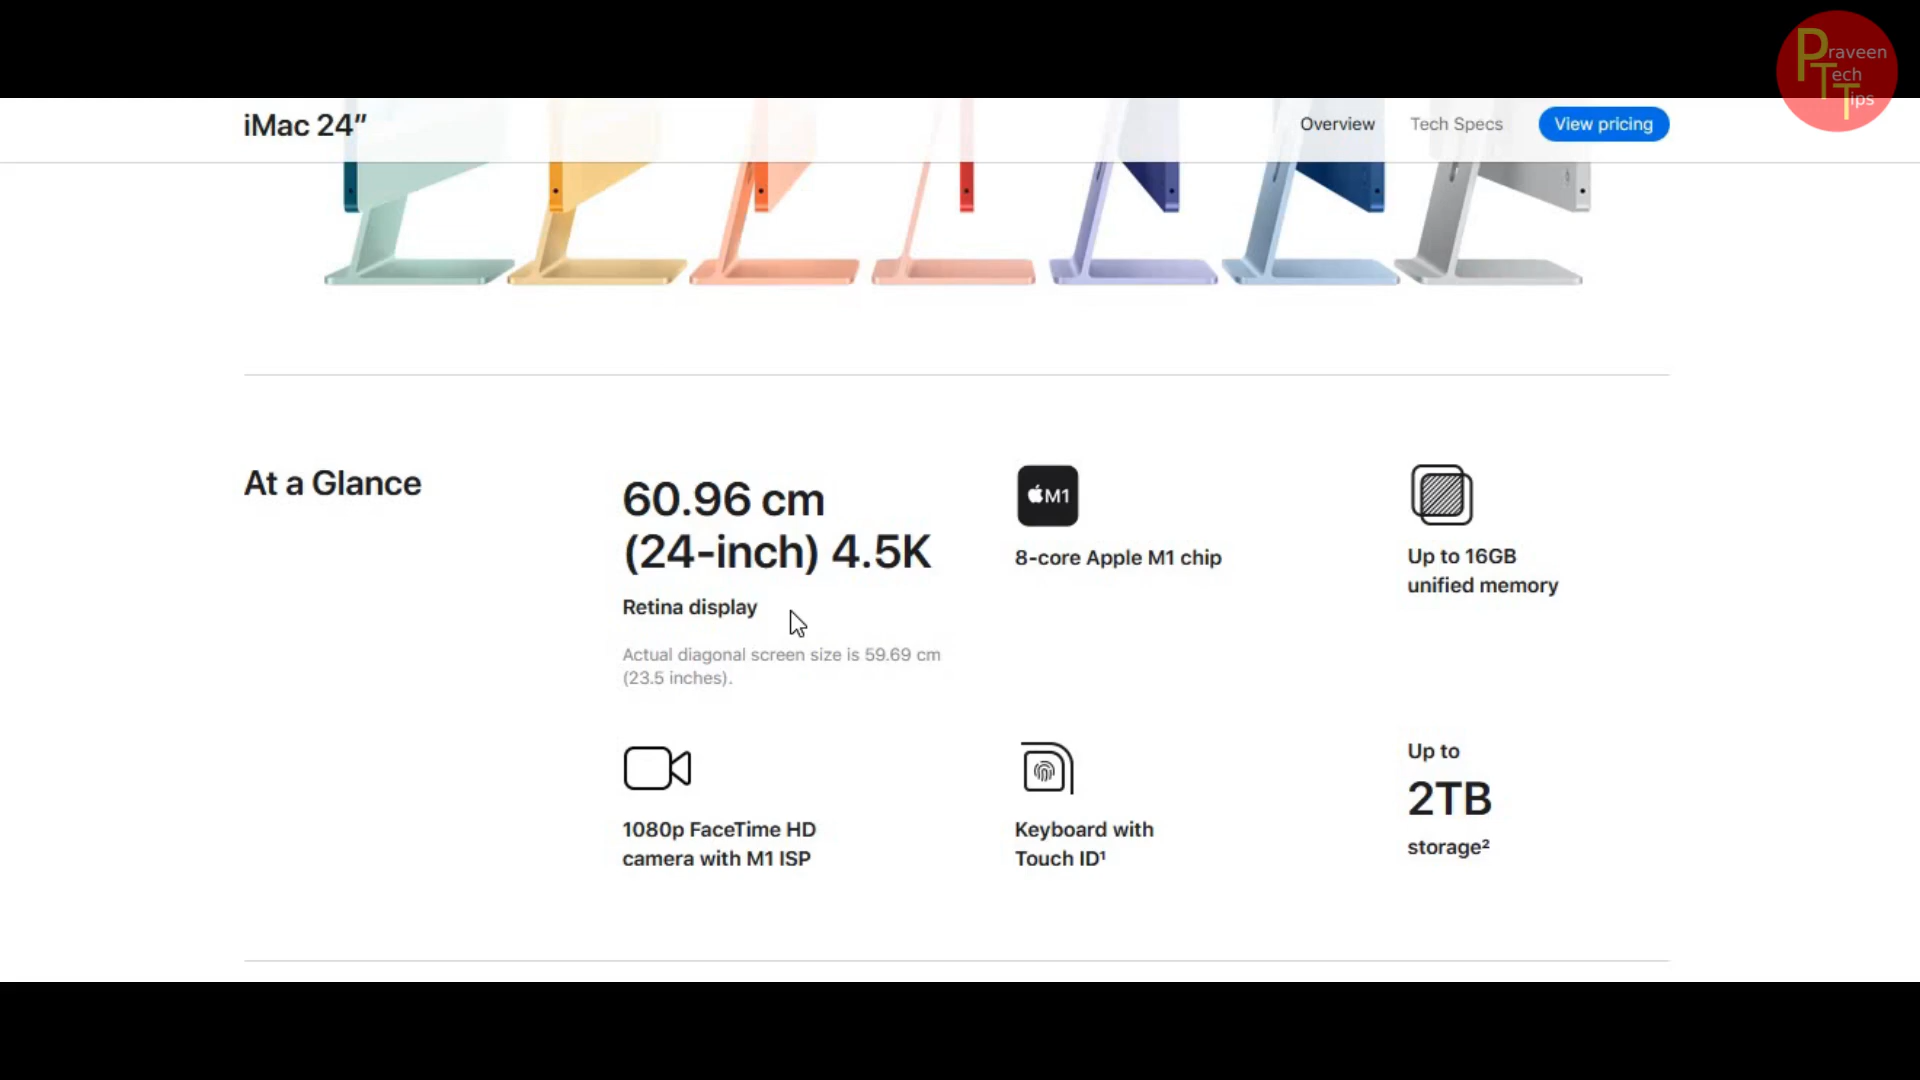 Praveen
Tech
Tips
iMac 24″
Overview
Tech Specs
View pricing
At a Glance
60.96 cm
(24-inch) 4.5K
Retina display
Actual diagonal screen size is 59.69 cm
(23.5 inches).
M1
8-core Apple M1 chip
Up to 16GB
unified memory
1080p FaceTime HD
camera with M1 ISP
Keyboard with
Touch ID¹
Up to
2TB
storage²